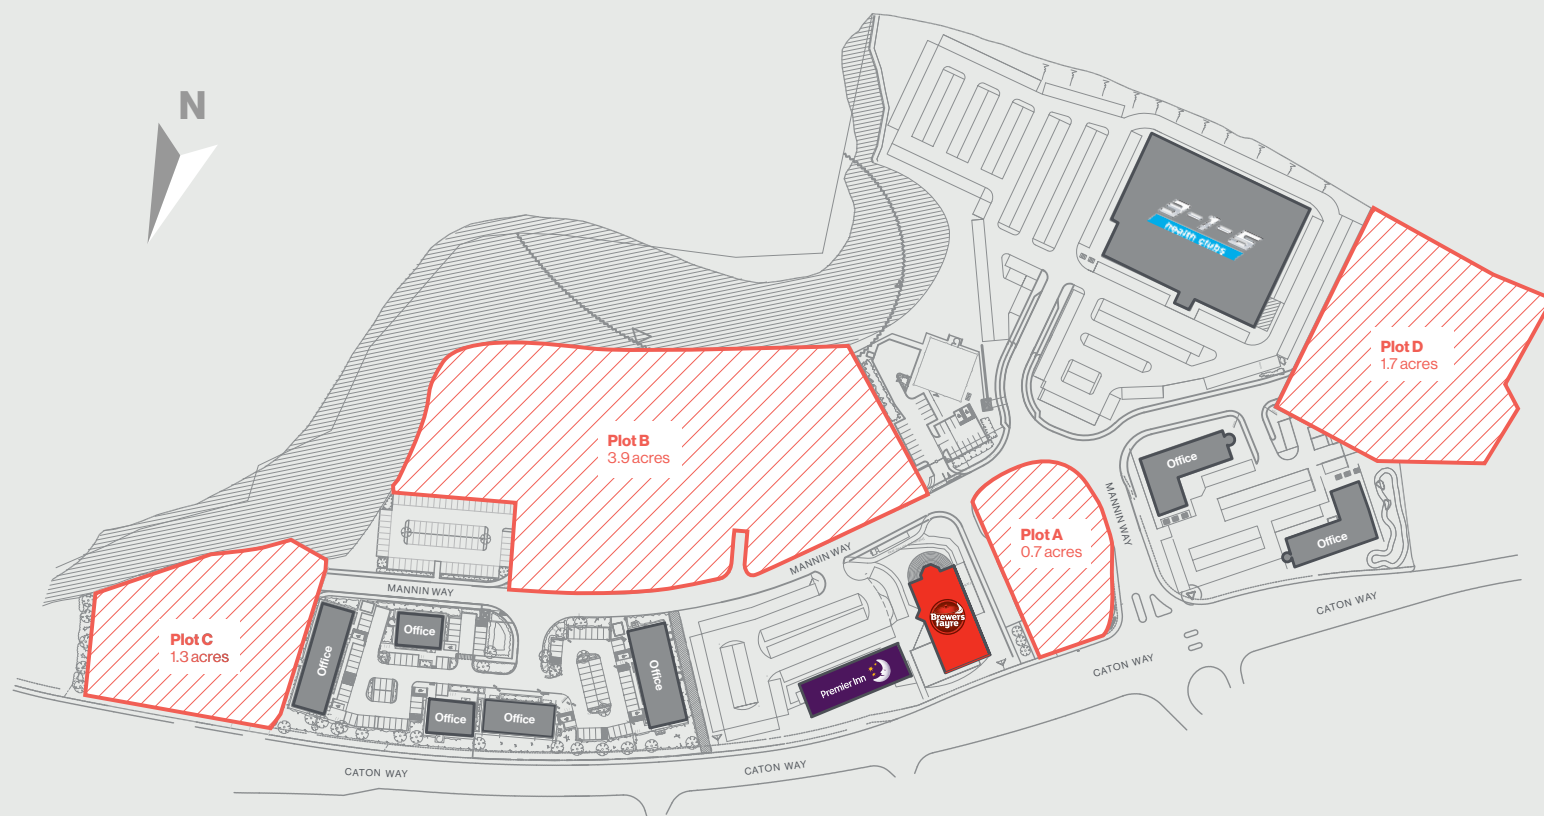 N
3-1-5
health clubs
Plot D
1.7 acres
Plot B
3.9 acres
Office
MANNIN WAY
Office
Plot A
0.7 acres
MANNIN WAY
MANNIN WAY
CATON WAY
Brewers
fayre
Plot C
1.3 acres
Office
Office
Office
Premier Inn
CATON WAY
Office
Office
CATON WAY
CATON WAY